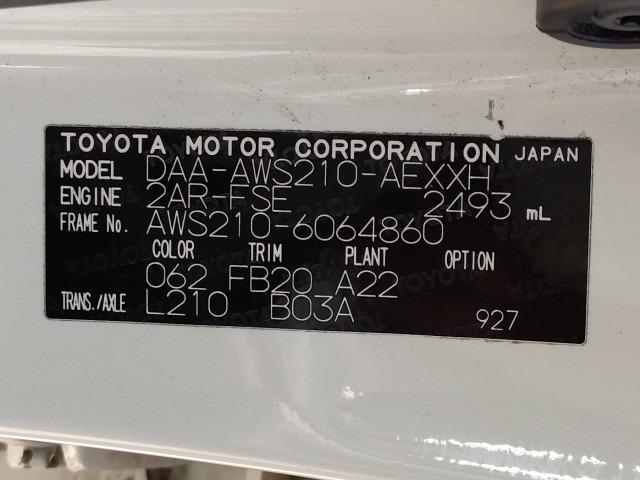 TOYOTA MOTOR CORPORATION JAPAN
MODEL DAA-AWS210-AEXXH
ENGINE 2AR-FSE 2493 mL
FRAME No. AWS210-6064860
COLOR TRIM PLANT OPTION
062 FB20 A22
TRANS./AXLE L210 B03A 927